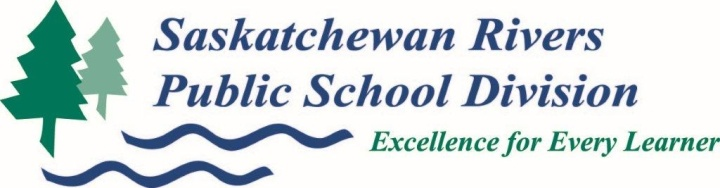 Saskatchewan Rivers
Public School Division
Excellence for Every Learner